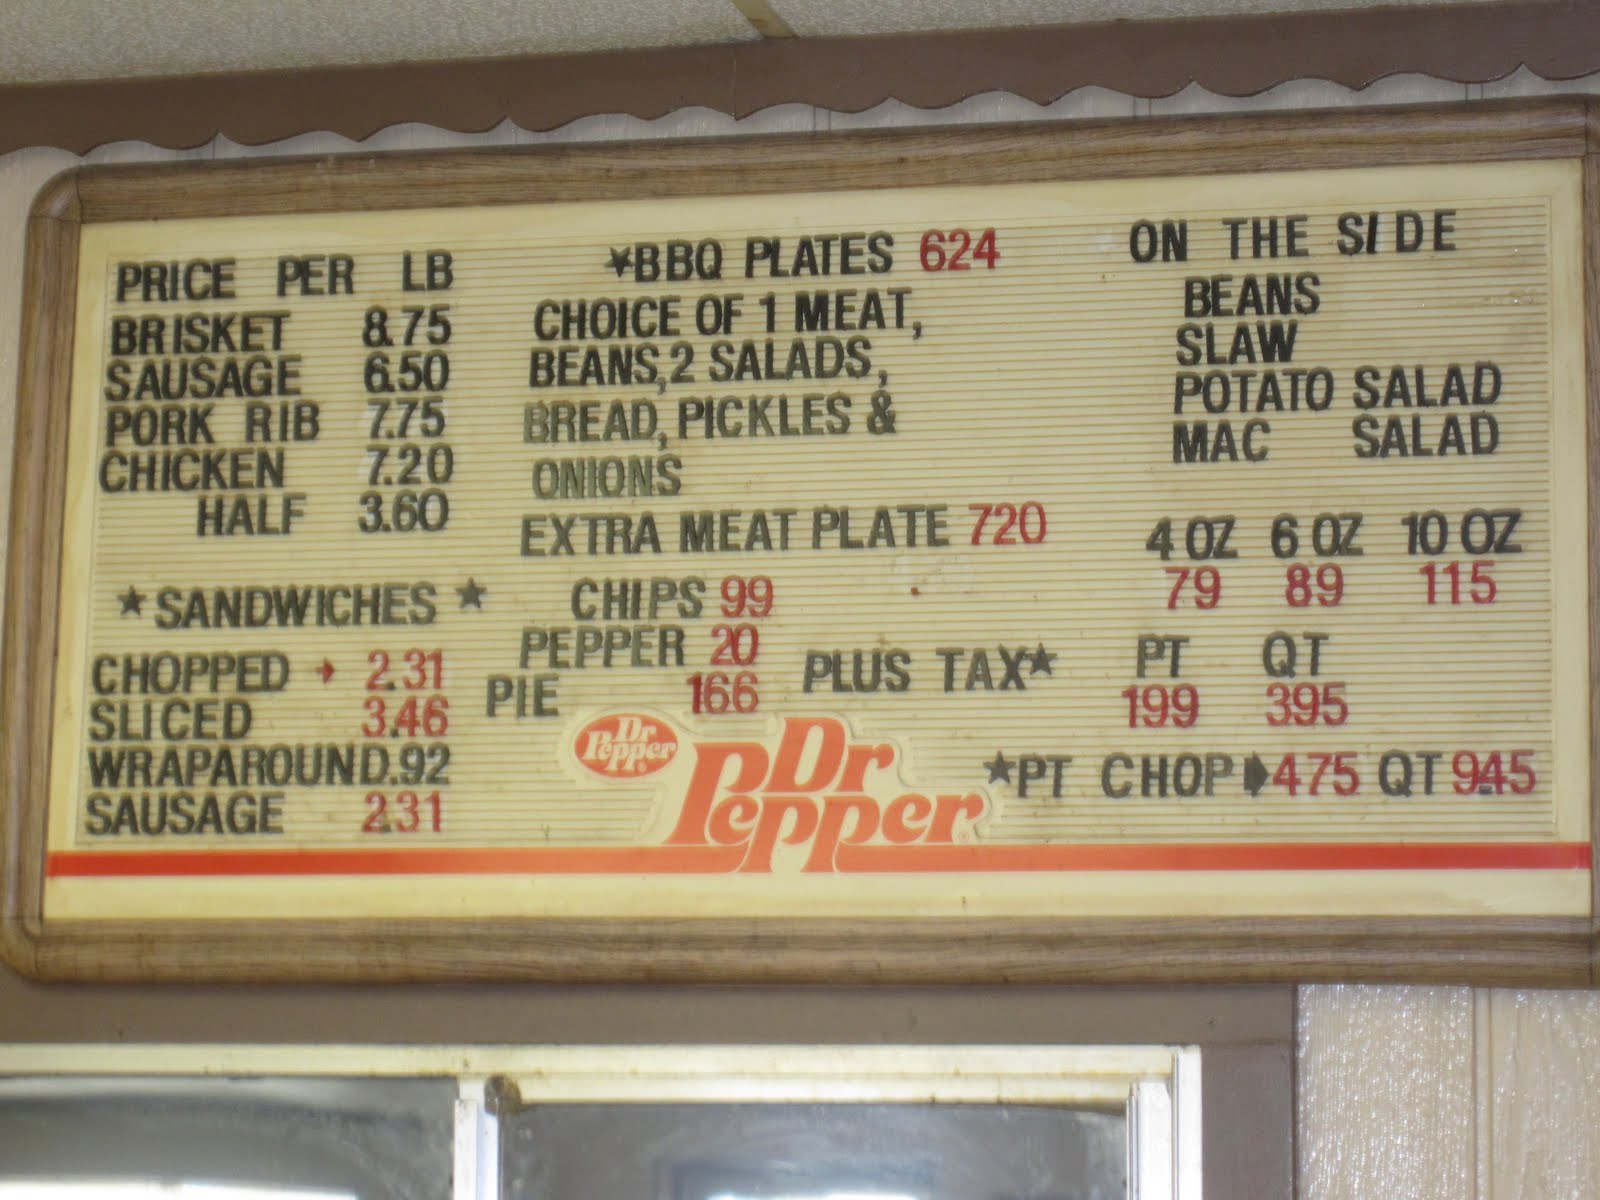 PRICE PER LB
BRISKET 8.75
SAUSAGE 6.50
PORK RIB 7.75
CHICKEN 7.20
HALF 3.60
★ SANDWICHES ★
CHOPPED → 2.31
SLICED 3.46
WRAPAROUND .92
SAUSAGE 2.31
★BBQ PLATES 624
CHOICE OF 1 MEAT,
BEANS, 2 SALADS,
BREAD, PICKLES &
ONIONS
EXTRA MEAT PLATE 720
CHIPS 99
PEPPER 20
PIE 166
PLUS TAX★
ON THE SIDE
BEANS
SLAW
POTATO SALAD
MAC SALAD
4 OZ 6 OZ 10 OZ
79 89 115
PT QT
199 395
★PT CHOP➧475 QT 9.45
Dr
Pepper
Dr
Pepper